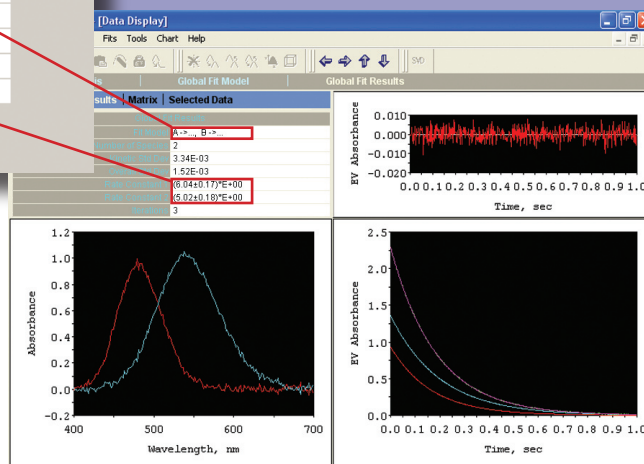 [Data Display]
Fits Tools Chart Help
SVD
Global Fit Model Global Fit Results
sults Matrix Selected Data
A ->..., B ->...
2
3.34E-03
1.52E-03
(6.04±0.17)*E+00
(5.02±0.18)*E+00
3
EV Absorbance
0.010
0.000
-0.010
-0.020
0.0 0.1 0.2 0.3 0.4 0.5 0.6 0.7 0.8 0.9 1.0
Time, sec
Absorbance
1.2
1.0
0.8
0.6
0.4
0.2
0.0
-0.2
400 500 600 700
Wavelength, nm
EV Absorbance
2.5
2.0
1.5
1.0
0.5
0.0
0.0 0.1 0.2 0.3 0.4 0.5 0.6 0.7 0.8 0.9 1.0
Time, sec